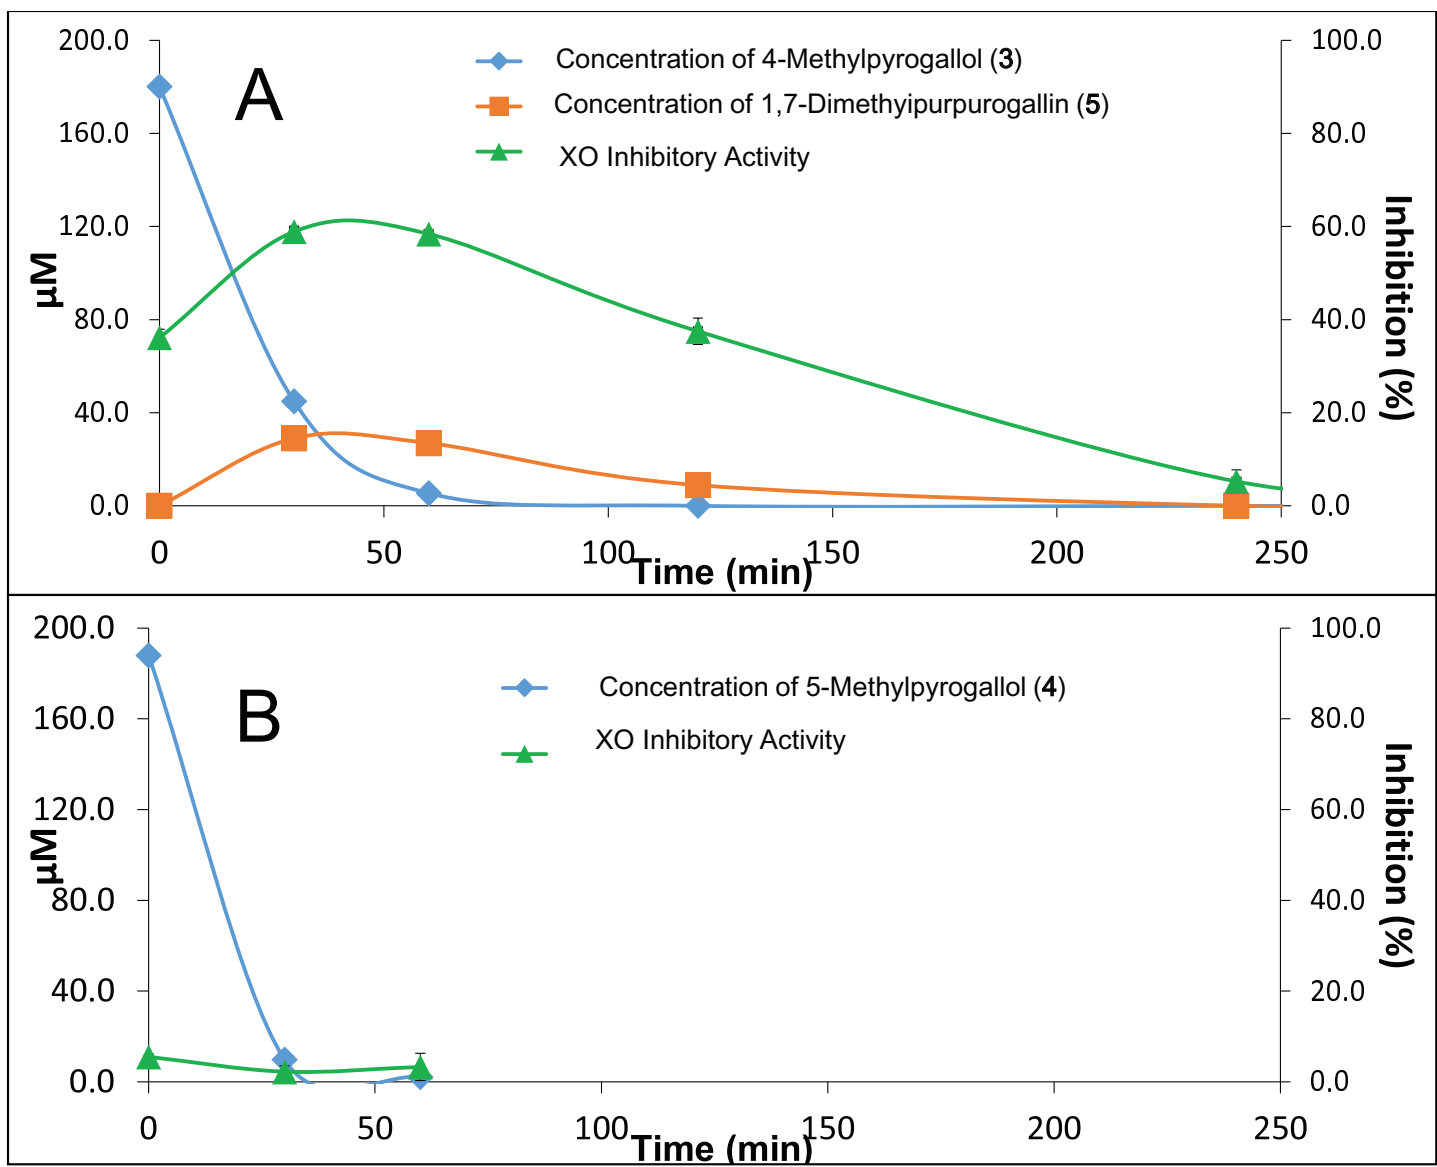 200.0
160.0
120.0
80.0
40.0
0.0
µM
A
Concentration of 4-Methylpyrogallol (3)
Concentration of 1,7-Dimethyipurpurogallin (5)
XO Inhibitory Activity
100.0
80.0
60.0
40.0
20.0
0.0
Inhibition (%)
0 50 100 150 200 250
Time (min)
200.0
160.0
120.0
80.0
40.0
0.0
µM
B
Concentration of 5-Methylpyrogallol (4)
XO Inhibitory Activity
100.0
80.0
60.0
40.0
20.0
0.0
Inhibition (%)
0 50 100 150 200 250
Time (min)